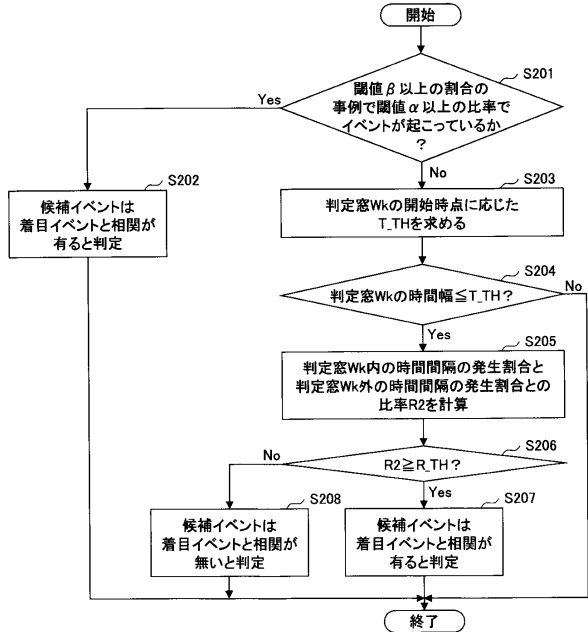 開始
S201
閾値β以上の割合の
事例で閾値α以上の比率で
イベントが起こっているか
?
Yes
No
S202
候補イベントは
着目イベントと相関が
有ると判定
S203
判定窓Wkの開始時点に応じた
T_THを求める
S204
判定窓Wkの時間幅≦T_TH?
No
Yes
S205
判定窓Wk内の時間間隔の発生割合と
判定窓Wk外の時間間隔の発生割合との
比率R2を計算
S206
R2≧R_TH?
No
Yes
S208
候補イベントは
着目イベントと相関が
無いと判定
S207
候補イベントは
着目イベントと相関が
有ると判定
終了